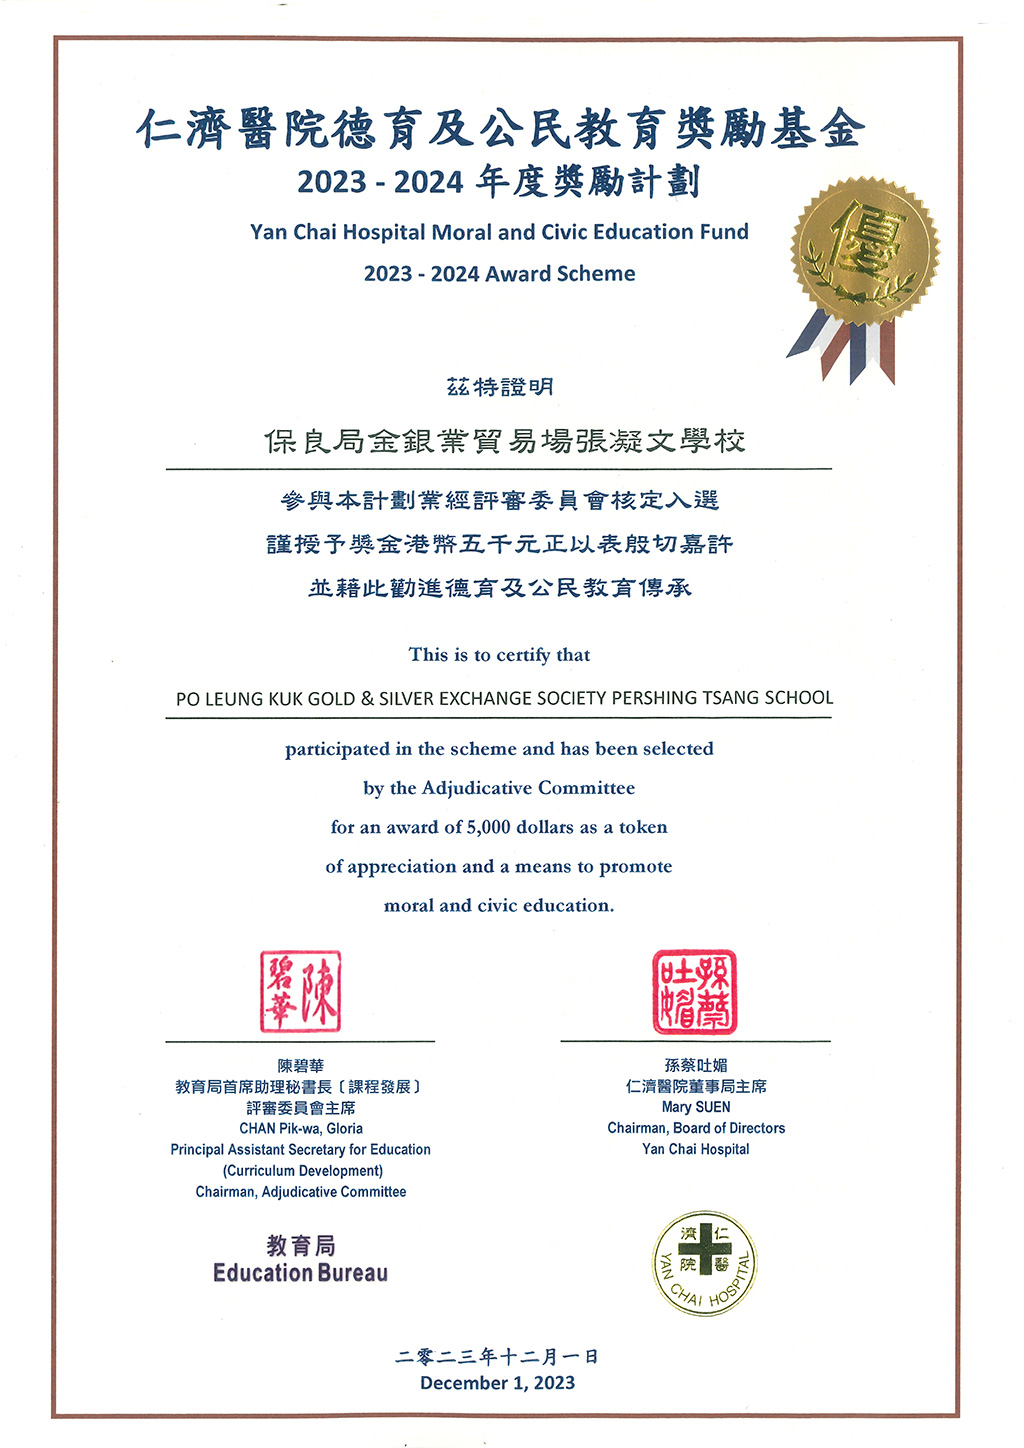 仁濟醫院德育及公民教育獎勵基金
2023 - 2024 年度獎勵計劃
Yan Chai Hospital Moral and Civic Education Fund
2023 - 2024 Award Scheme
優
茲特證明
保良局金銀業貿易場張凝文學校
參與本計劃業經評審委員會核定入選
謹授予獎金港幣五千元正以表殷切嘉許
並藉此勸進德育及公民教育傳承
This is to certify that
PO LEUNG KUK GOLD & SILVER EXCHANGE SOCIETY PERSHING TSANG SCHOOL
participated in the scheme and has been selected
by the Adjudicative Committee
for an award of 5,000 dollars as a token
of appreciation and a means to promote
moral and civic education.
陳碧華
孫蔡吐媚
陳碧華
教育局首席助理秘書長〔課程發展〕
評審委員會主席
CHAN Pik-wa, Gloria
Principal Assistant Secretary for Education
(Curriculum Development)
Chairman, Adjudicative Committee
教育局
Education Bureau
孫蔡吐媚
仁濟醫院董事局主席
Mary SUEN
Chairman, Board of Directors
Yan Chai Hospital
仁濟醫院
YAN CHAI HOSPITAL
二零二三年十二月一日
December 1, 2023